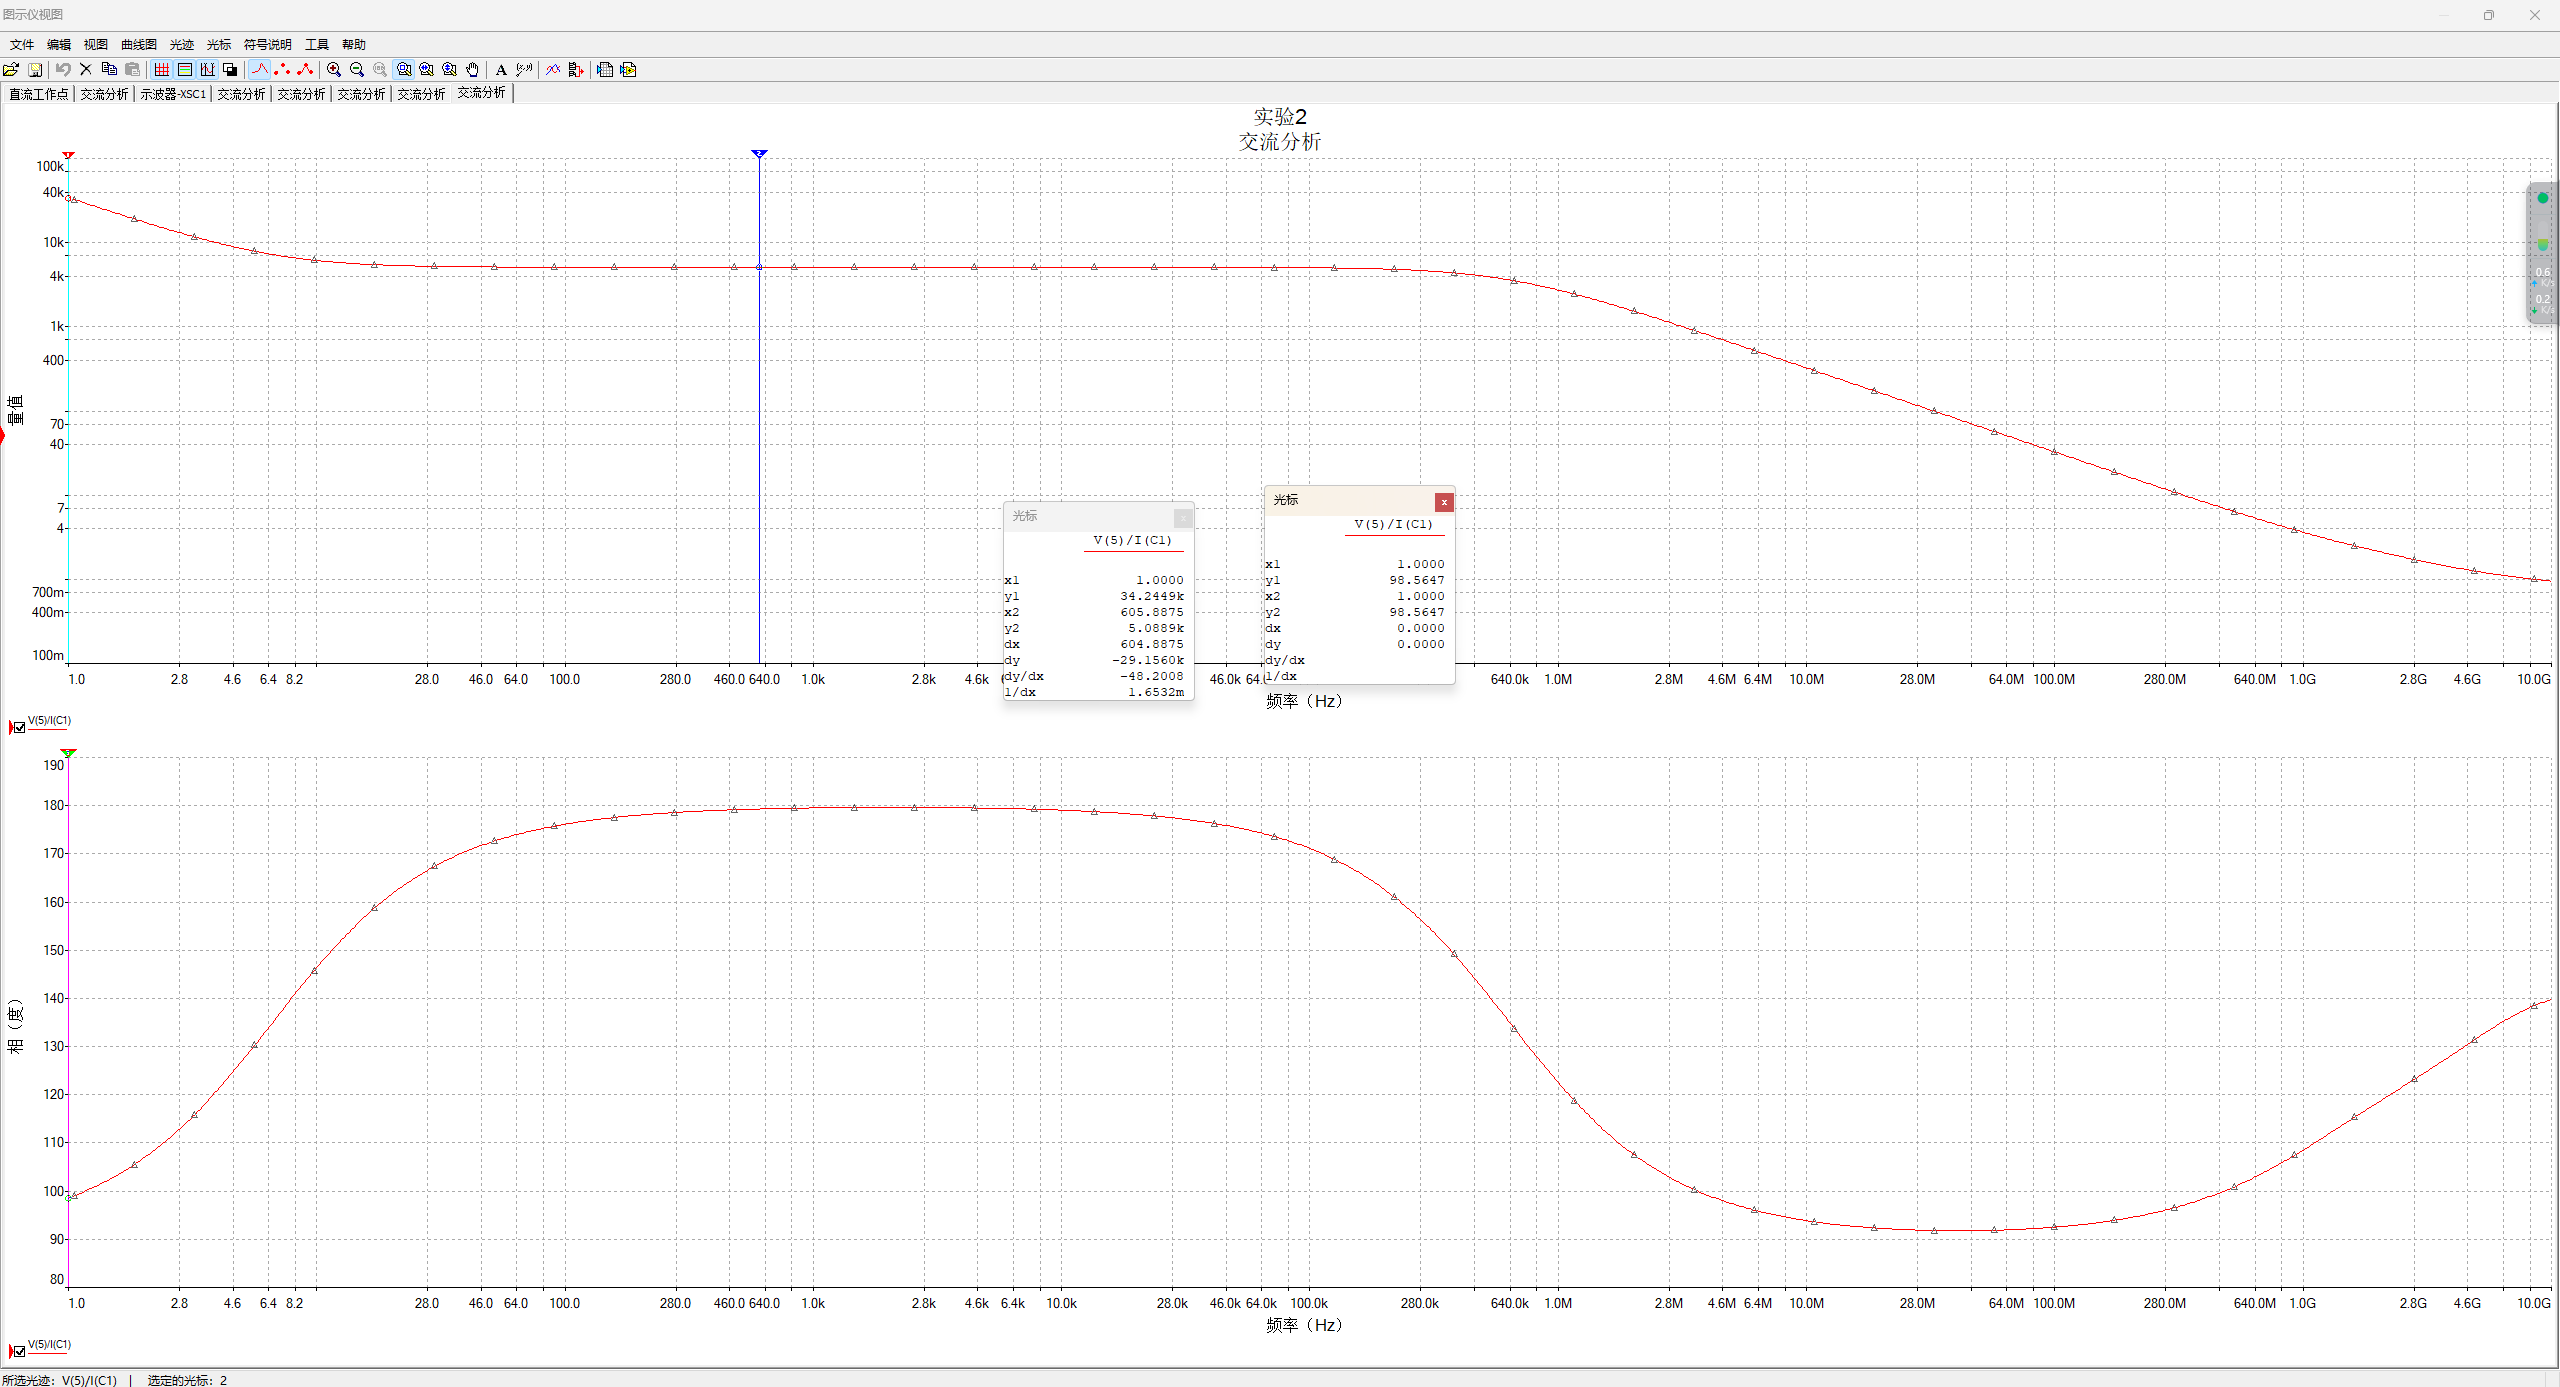 图示仪视图
文件 编辑 视图 曲线图 光迹 光标 符号说明 工具 帮助
直流工作点 交流分析 示波器-XSC1 交流分析 交流分析 交流分析 交流分析 交流分析
实验2
交流分析
量值
100k
40k
10k
4k
1k
400
70
40
7
4
700m
400m
100m
光标
V(5)/I(C1)
x1 1.0000
y1 34.2449k
x2 605.8875
y2 5.0889k
dx 604.8875
dy -29.1560k
dy/dx -48.2008
1/dx 1.6532m
光标
V(5)/I(C1)
x1 1.0000
y1 98.5647
x2 1.0000
y2 98.5647
dx 0.0000
dy 0.0000
dy/dx
1/dx
0.6
K/s
0.2
K/s
1.0 2.8 4.6 6.4 8.2 28.0 46.0 64.0 100.0 280.0 460.0 640.0 1.0k 2.8k 4.6k 46.0k 640.0k 1.0M 2.8M 4.6M 6.4M 10.0M 28.0M 64.0M 100.0M 280.0M 640.0M 1.0G 2.8G 4.6G 10.0G
频率（Hz）
V(5)/I(C1)
相（度）
190
180
170
160
150
140
130
120
110
100
90
80
1.0 2.8 4.6 6.4 8.2 28.0 46.0 64.0 100.0 280.0 460.0 640.0 1.0k 2.8k 4.6k 6.4k 10.0k 28.0k 46.0k 64.0k 100.0k 280.0k 640.0k 1.0M 2.8M 4.6M 6.4M 10.0M 28.0M 64.0M 100.0M 280.0M 640.0M 1.0G 2.8G 4.6G 10.0G
频率（Hz）
V(5)/I(C1)
所选光迹：V(5)/I(C1) | 选定的光标：2